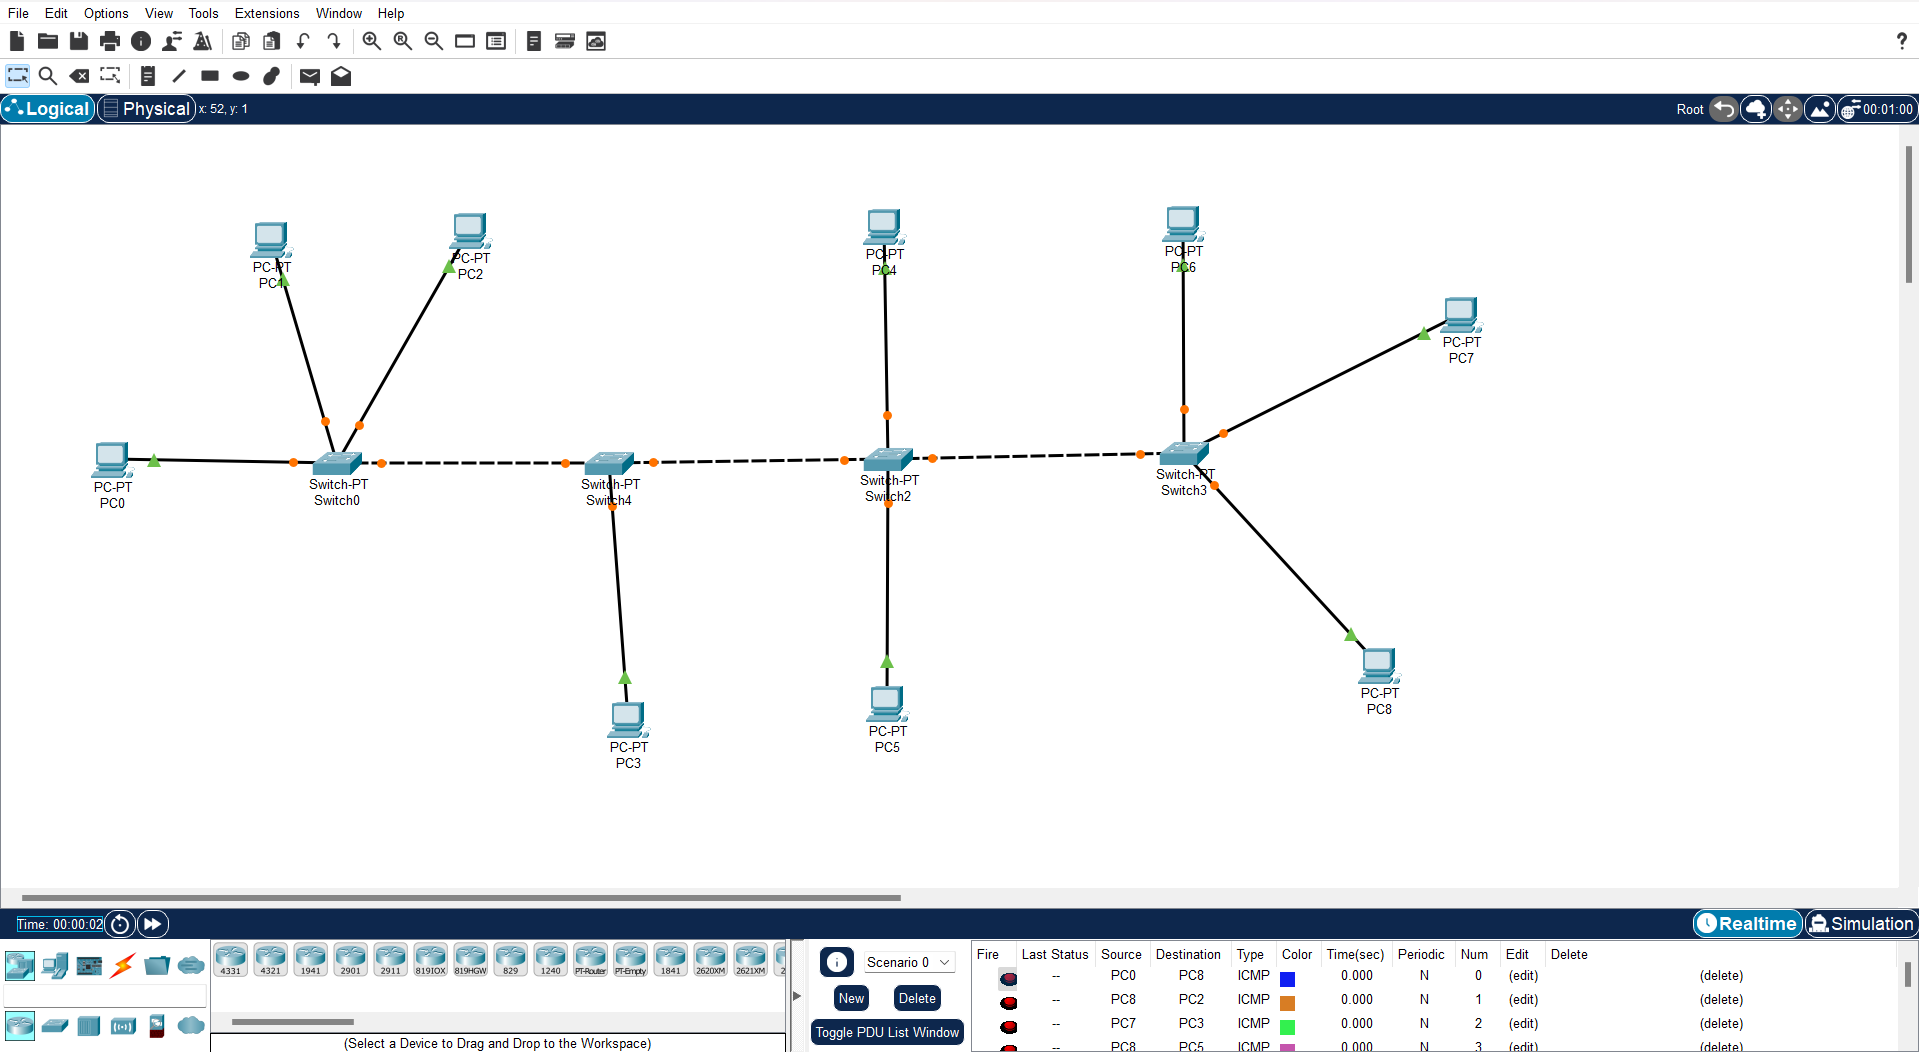 File Edit Options View Tools Extensions Window Help
Logical Physical x: 52, y: 1 Root 00:01:00
PC-PT
PC1
PC-PT
PC2
PC-PT
PC4
PC-PT
PC6
PC-PT
PC7
PC-PT
PC0
Switch-PT
Switch0
Switch-PT
Switch4
Switch-PT
Switch2
Switch-PT
Switch3
PC-PT
PC3
PC-PT
PC5
PC-PT
PC8
Time: 00:00:02 Realtime Simulation
4331 4321 1941 2901 2911 819IOX 819HGW 829 1240 PT-Router PT-Empty 1841 2620XM 2621XM 2
(Select a Device to Drag and Drop to the Workspace)
Scenario 0
New Delete
Toggle PDU List Window
Fire Last Status Source Destination Type Color Time(sec) Periodic Num Edit Delete
-- PC0 PC8 ICMP 0.000 N 0 (edit) (delete)
-- PC8 PC2 ICMP 0.000 N 1 (edit) (delete)
-- PC7 PC3 ICMP 0.000 N 2 (edit) (delete)
-- PC8 PC5 ICMP 0.000 N 3 (edit) (delete)